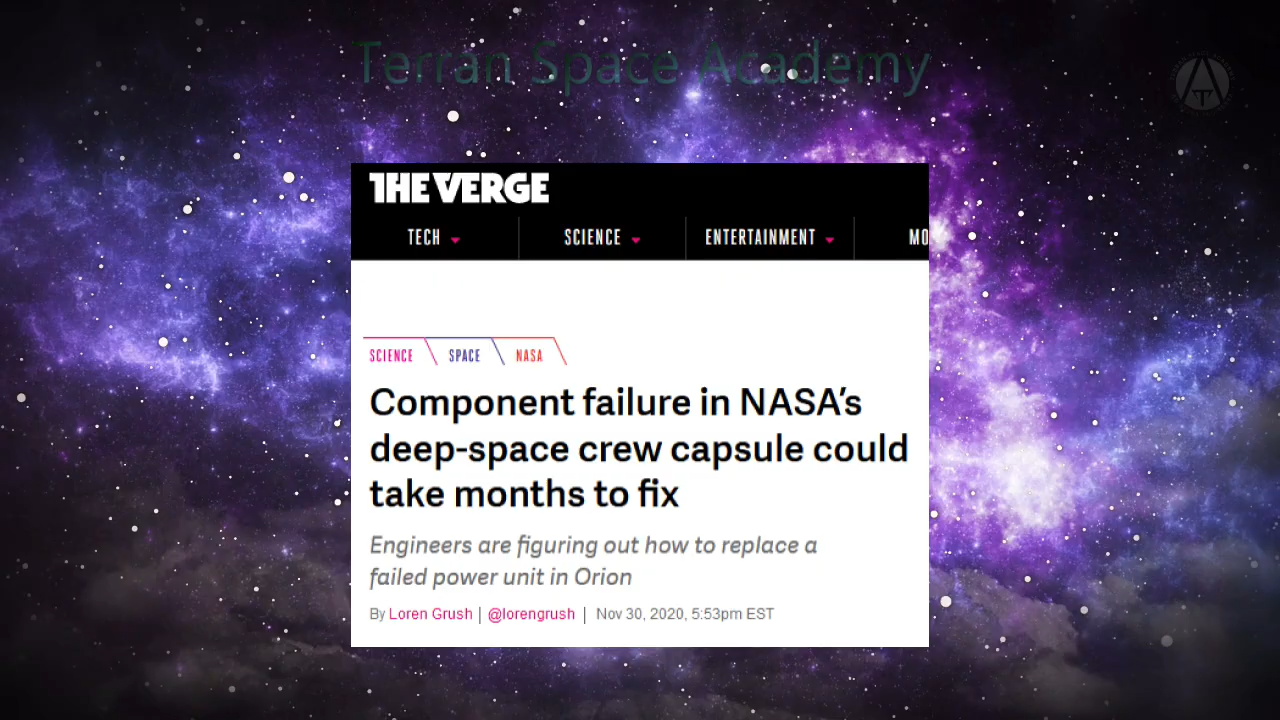 Terran Space Academy
THE VERGE
TECH SCIENCE ENTERTAINMENT MO
SCIENCE SPACE NASA
Component failure in NASA's
deep-space crew capsule could
take months to fix
Engineers are figuring out how to replace a
failed power unit in Orion
By Loren Grush | @lorengrush | Nov 30, 2020, 5:53pm EST